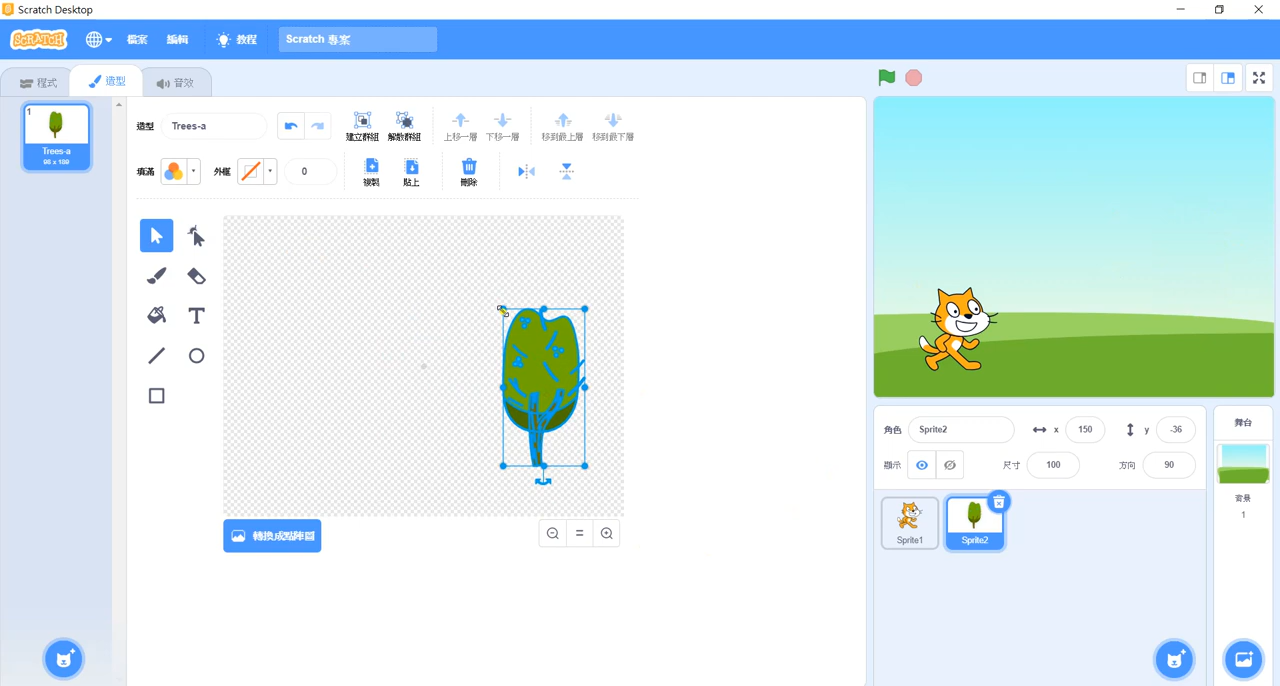 Scratch Desktop
SCRATCH 檔案 編輯 教程 Scratch 專案
程式 造型 音效
1
Trees-a
造型 Trees-a 建立群組 解散群組 上移一層 下移一層 移到最上層 移到最下層
填滿 外框 0 複製 貼上 刪除
T
轉換成點陣圖
角色 Sprite2 x 150 y -36
顯示 尺寸 100 方向 90
Sprite1 Sprite2
舞台
背景
1